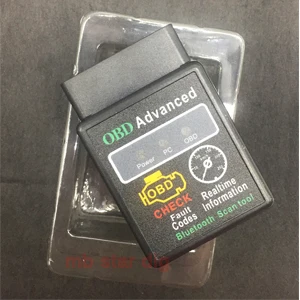 OBD Advanced
Power PC OBD
OBD
CHECK
Fault
Codes
Realtime
Information
Bluetooth Scan tool